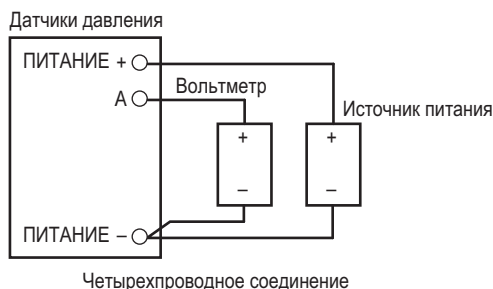 Датчики давления
ПИТАНИЕ +
А
Вольтметр
Источник питания
+
+
–
–
ПИТАНИЕ –
Четырехпроводное соединение